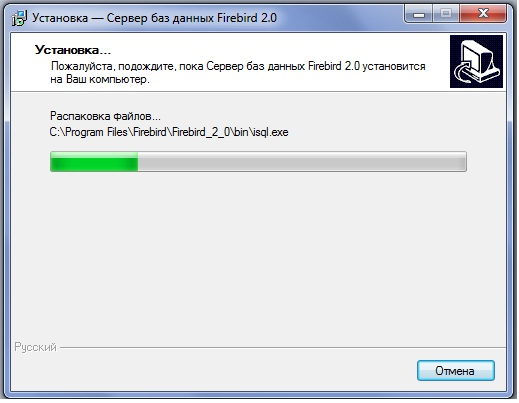 Установка — Сервер баз данных Firebird 2.0
Установка...
Пожалуйста, подождите, пока Сервер баз данных Firebird 2.0 установится
на Ваш компьютер.
Распаковка файлов...
C:\Program Files\Firebird\Firebird_2_0\bin\isql.exe
Русский
Отмена